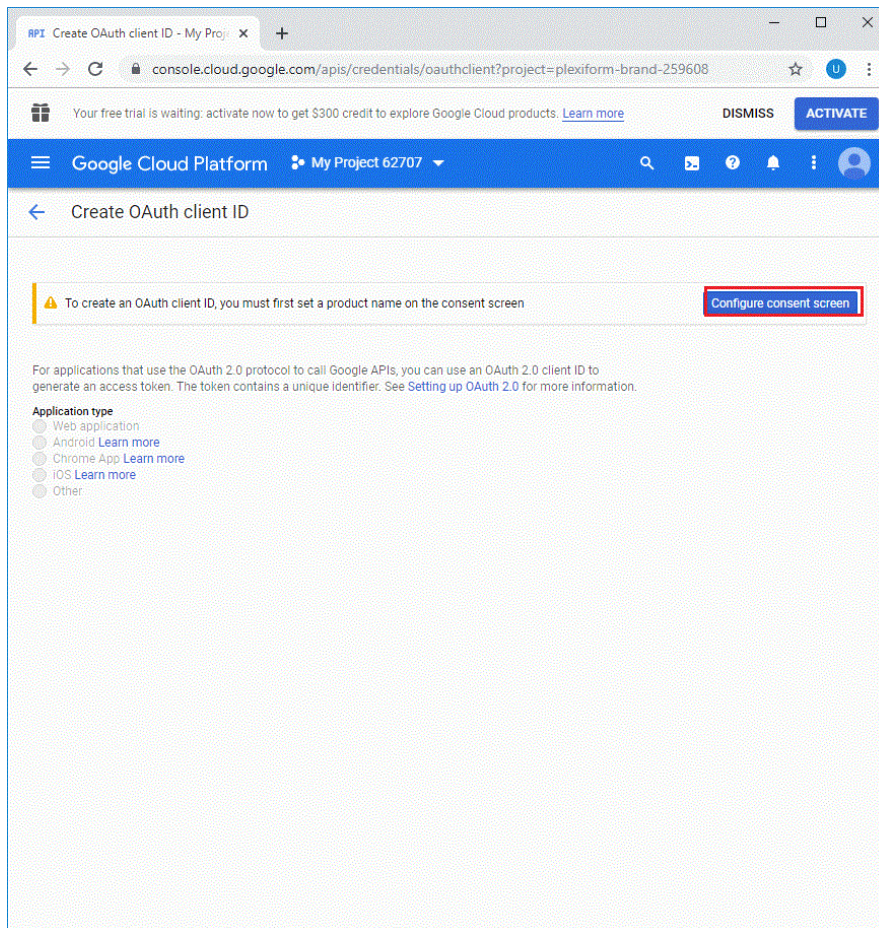 API Create OAuth client ID - My Proj
console.cloud.google.com/apis/credentials/oauthclient?project=plexiform-brand-259608
U
Your free trial is waiting: activate now to get $300 credit to explore Google Cloud products. Learn more
DISMISS
ACTIVATE
Google Cloud Platform
My Project 62707
Create OAuth client ID
To create an OAuth client ID, you must first set a product name on the consent screen
Configure consent screen
For applications that use the OAuth 2.0 protocol to call Google APIs, you can use an OAuth 2.0 client ID to
generate an access token. The token contains a unique identifier. See Setting up OAuth 2.0 for more information.
Application type
Web application
Android Learn more
Chrome App Learn more
iOS Learn more
Other